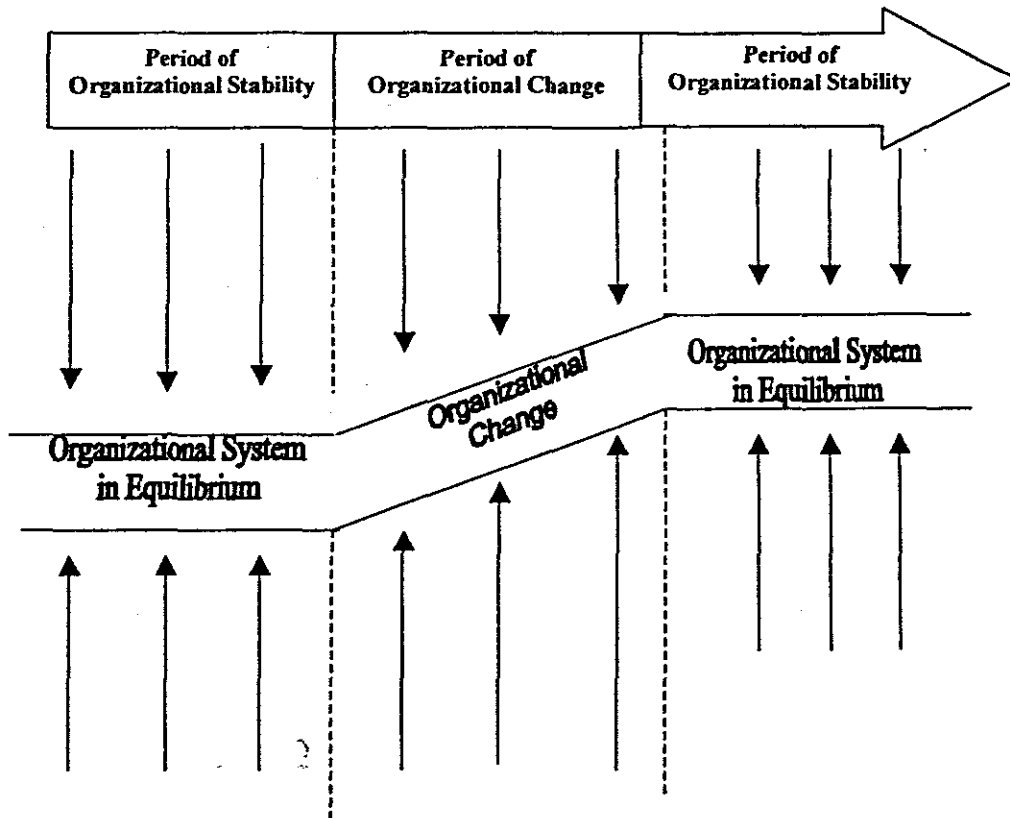 Period of
Organizational Stability
Period of
Organizational Change
Period of
Organizational Stability
Organizational System
in Equilibrium
Organizational
Change
Organizational System
in Equilibrium